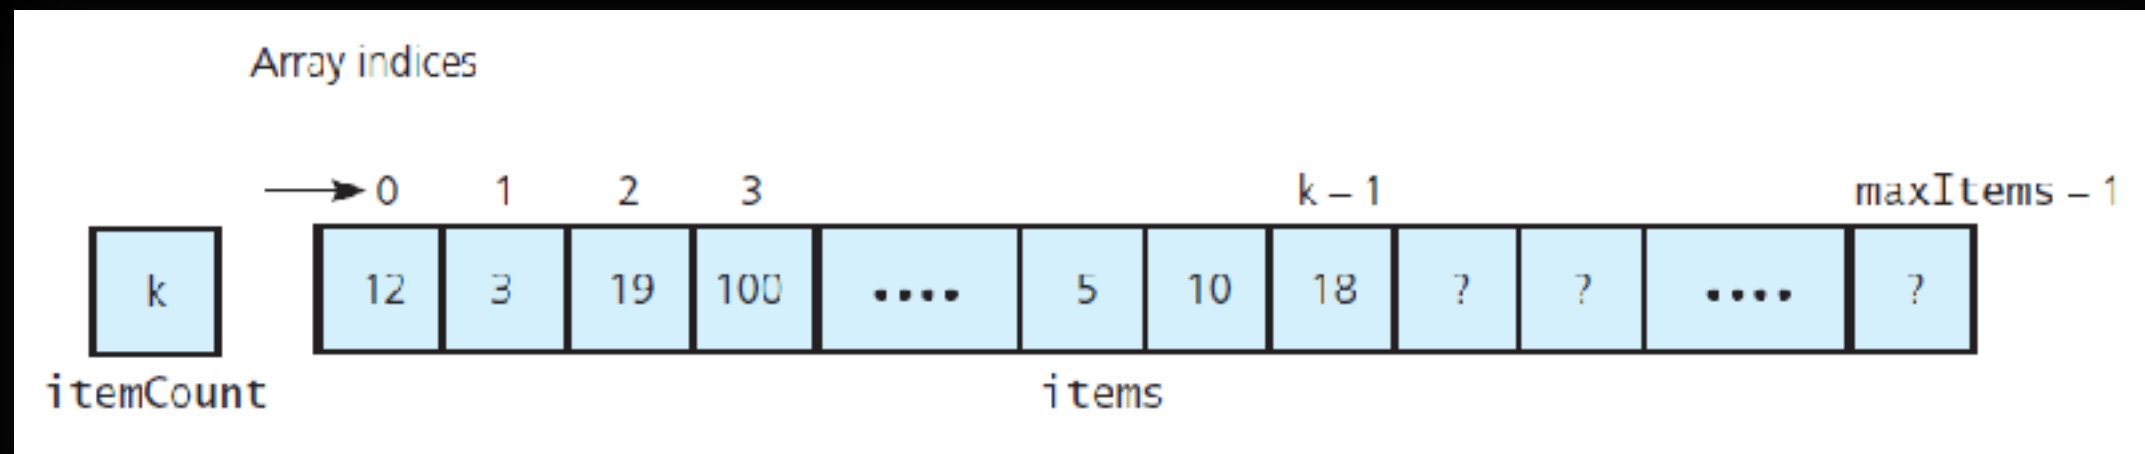 Array indices
0 1 2 3 k – 1 maxItems – 1
k 12 3 19 100 .... 5 10 18 ? ? .... ?
itemCount items